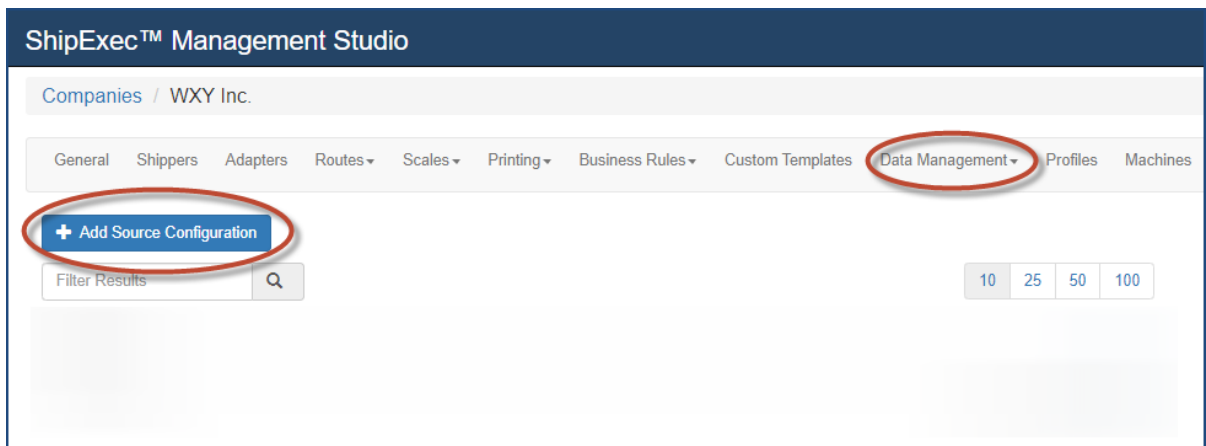 ShipExec™ Management Studio
Companies / WXY Inc.
General Shippers Adapters Routes Scales Printing Business Rules Custom Templates Data Management Profiles Machines
+ Add Source Configuration
Filter Results 10 25 50 100